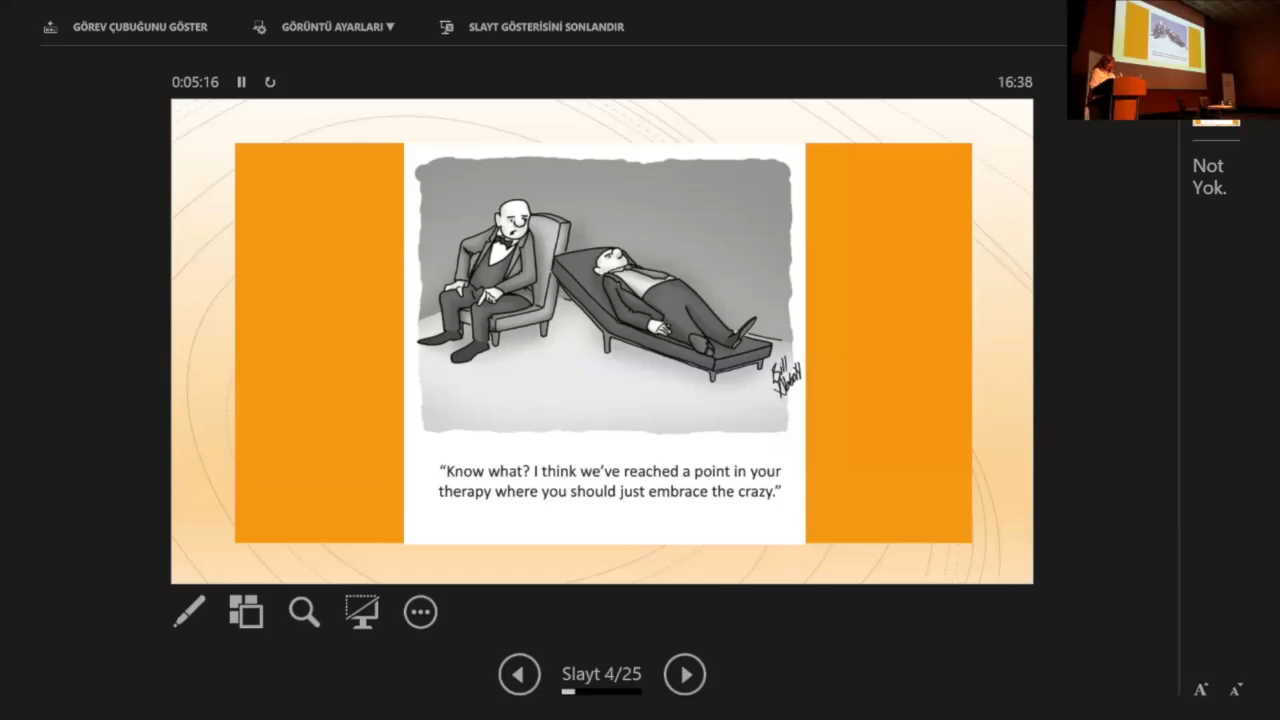 GÖREV ÇUBUĞUNU GÖSTER
GÖRÜNTÜ AYARLARI ▼
SLAYT GÖSTERİSİNİ SONLANDIR
0:05:16
16:38
Not
Yok.
Bill
“Know what? I think we’ve reached a point in your
therapy where you should just embrace the crazy.”
Slayt 4/25
A
A